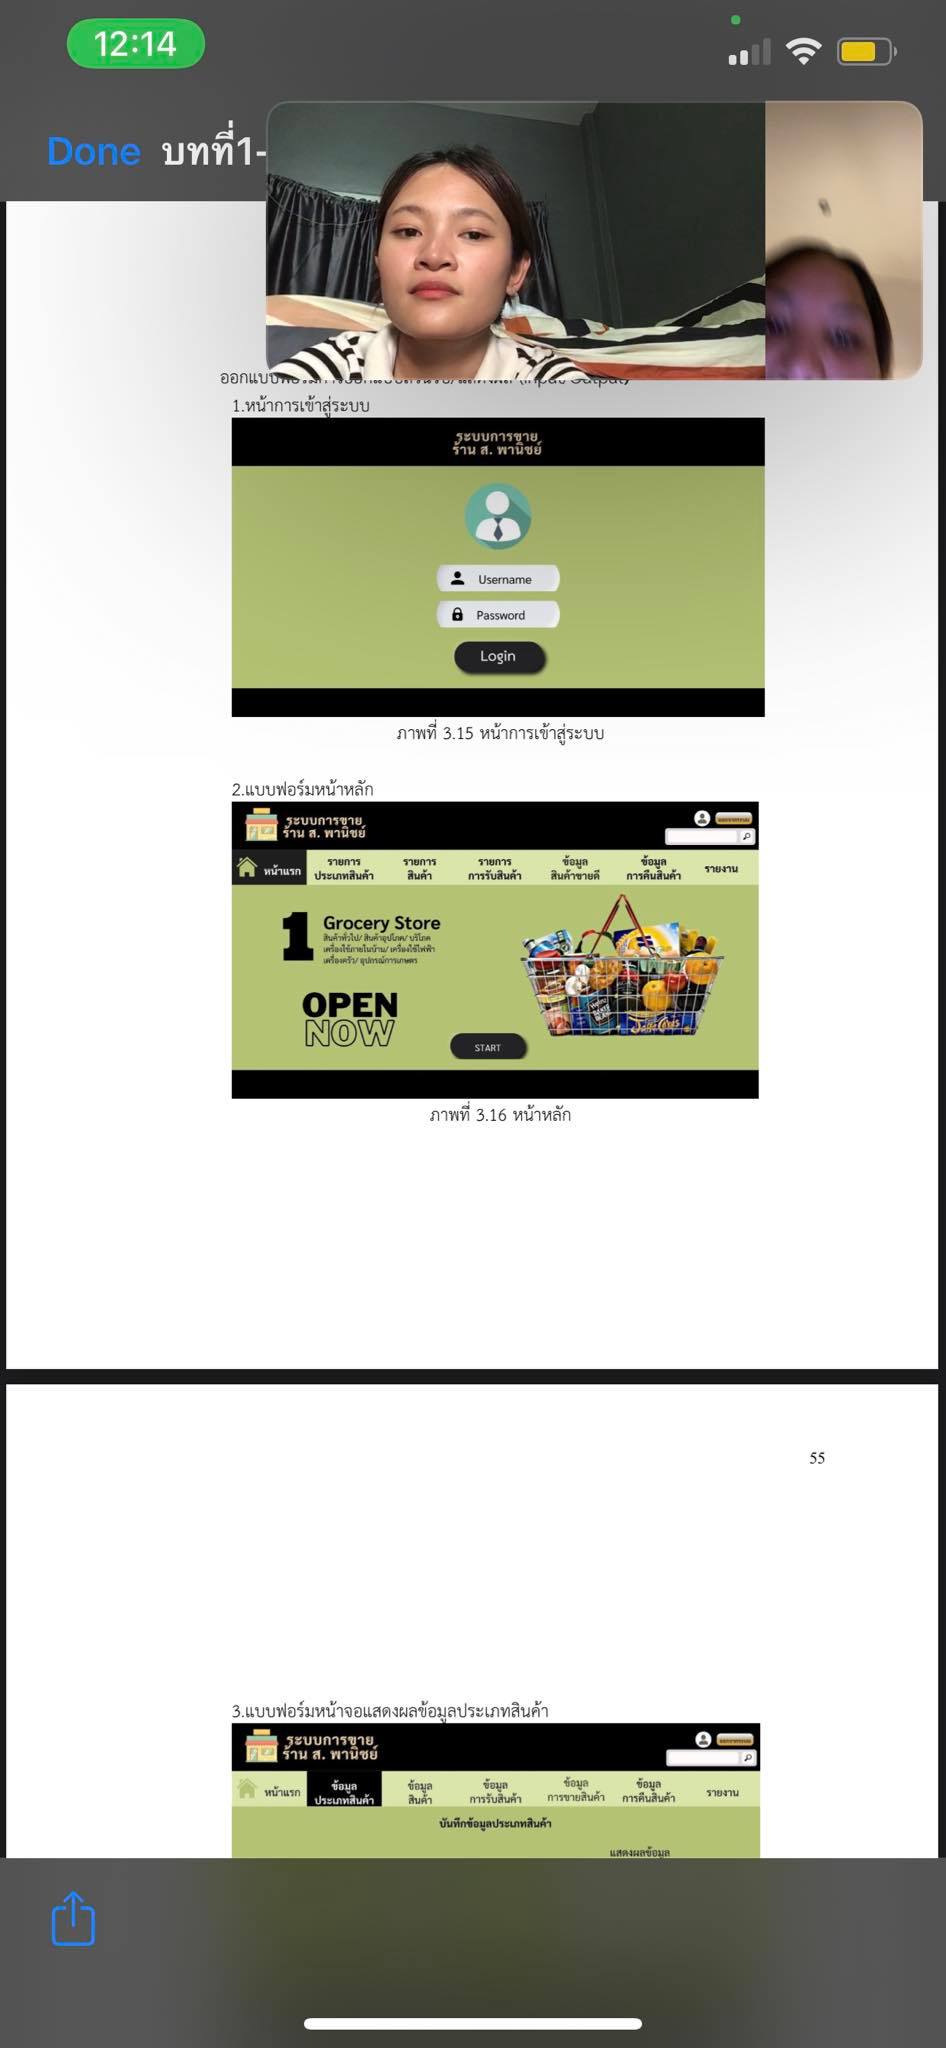 12:14
Done บทที่1-
1.หน้าการเข้าสู่ระบบ
ระบบการขาย
ร้าน ส. พานิชย์
Username
Password
Login
ภาพที่ 3.15 หน้าการเข้าสู่ระบบ
2.แบบฟอร์มหน้าหลัก
ระบบการขาย
ร้าน ส. พานิชย์
หน้าแรก
รายการ
ประเภทสินค้า
รายการ
สินค้า
รายการ
การรับสินค้า
ข้อมูล
สินค้าขายดี
ข้อมูล
การคืนสินค้า
รายงาน
1
Grocery Store
สินค้าทั่วไป/ สินค้าอุปโภค/ บริโภค
เครื่องใช้ภายในบ้าน/ เครื่องใช้ไฟฟ้า
เครื่องครัว/ อุปกรณ์การเกษตร
OPEN
NOW
START
Heinz
ภาพที่ 3.16 หน้าหลัก
55
3.แบบฟอร์มหน้าจอแสดงผลข้อมูลประเภทสินค้า
ระบบการขาย
ร้าน ส. พานิชย์
หน้าแรก
ข้อมูล
ประเภทสินค้า
ข้อมูล
สินค้า
ข้อมูล
การรับสินค้า
ข้อมูล
การขายสินค้า
ข้อมูล
การคืนสินค้า
รายงาน
บันทึกข้อมูลประเภทสินค้า
แสดงผลข้อมูล